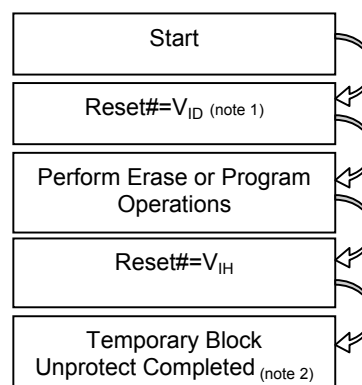 Start
Reset#=VID (note 1)
Perform Erase or Program
Operations
Reset#=VIH
Temporary Block
Unprotect Completed (note 2)